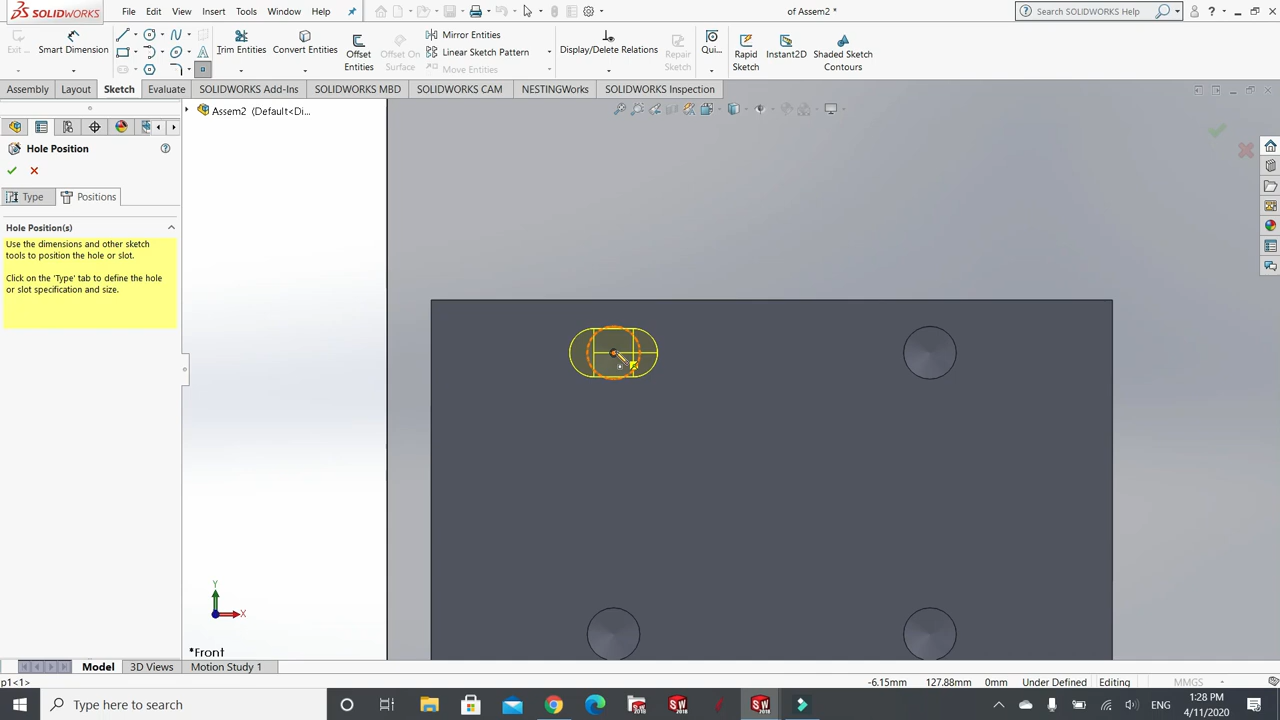 SOLIDWORKS File Edit View Insert Tools Window Help of Assem2 * Search SOLIDWORKS Help
Exit ... Smart Dimension Trim Entities Convert Entities Offset Entities Offset On Surface Mirror Entities Linear Sketch Pattern Move Entities Display/Delete Relations Repair Sketch Qui... Rapid Sketch Instant2D Shaded Sketch Contours
Assembly Layout Sketch Evaluate SOLIDWORKS Add-Ins SOLIDWORKS MBD SOLIDWORKS CAM NESTINGWorks SOLIDWORKS Inspection
Assem2 (Default<Di...
Hole Position
Type Positions
Hole Position(s)
Use the dimensions and other sketch
tools to position the hole or slot.
Click on the 'Type' tab to define the hole
or slot specification and size.
Y
X
*Front
Model 3D Views Motion Study 1
p1<1> -6.15mm 127.88mm 0mm Under Defined Editing MMGS
Type here to search ENG 1:28 PM
4/11/2020